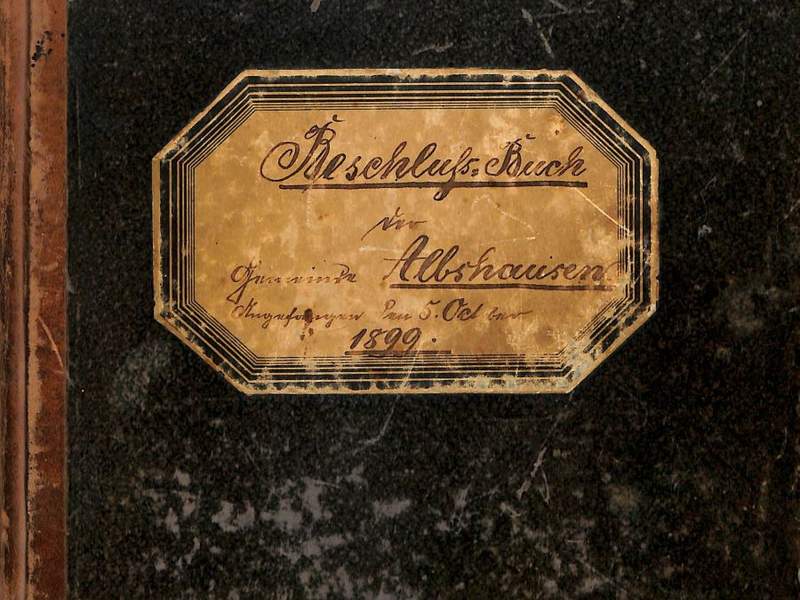 Beschluſs-Buch
der
Gemeinde Albshausen
Angefangen den 5. October
1899.